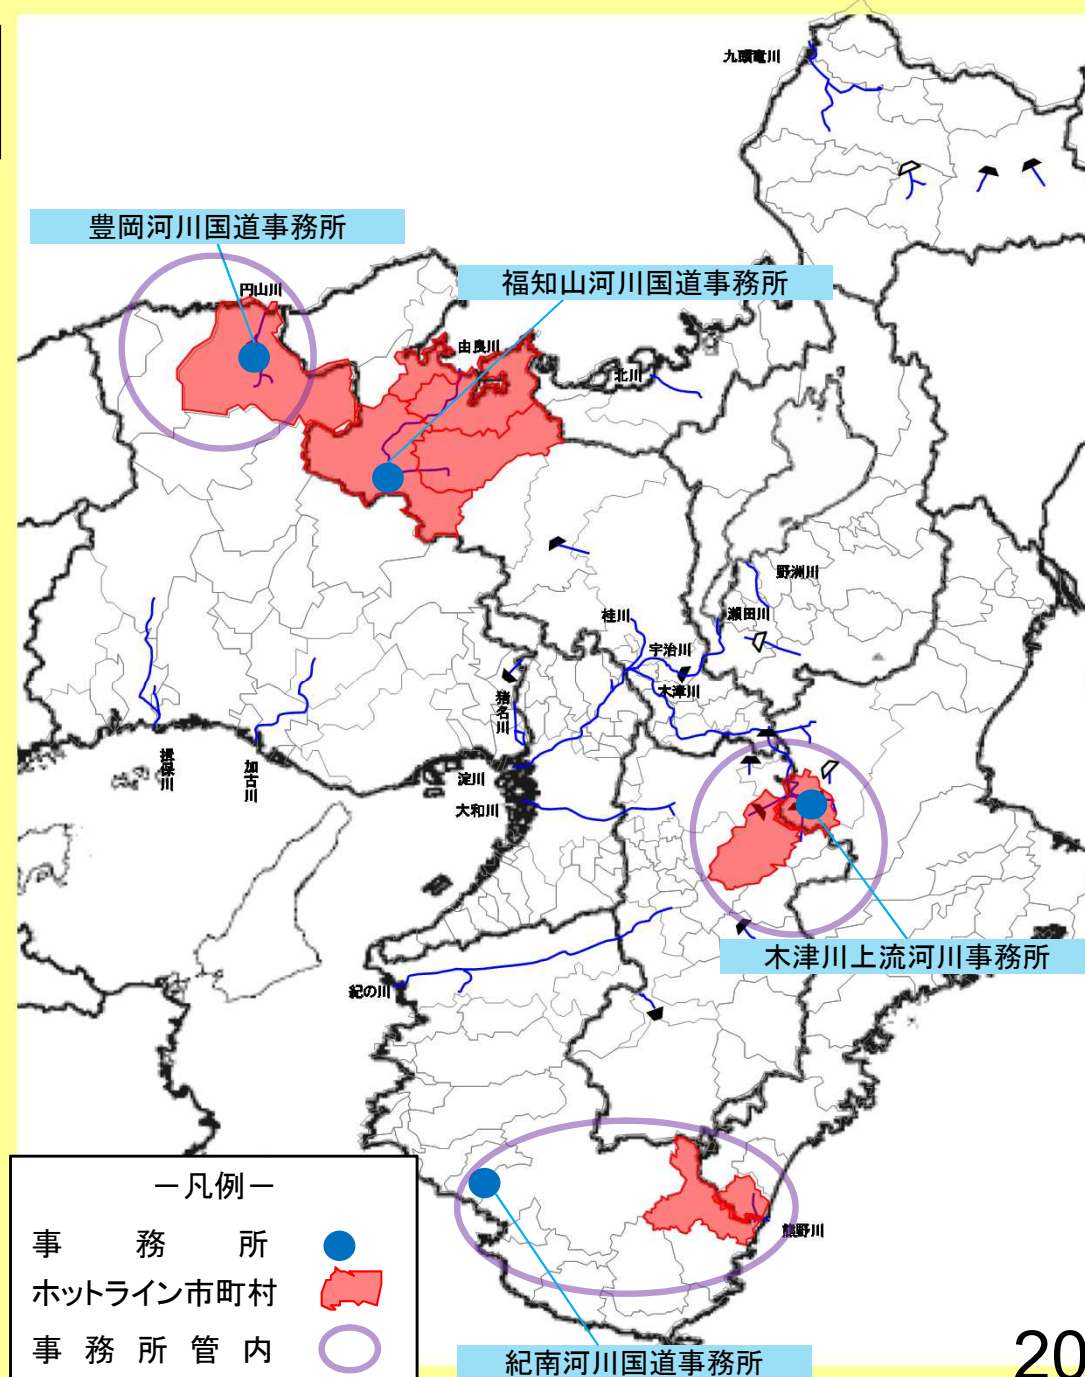 九頭竜川
豊岡河川国道事務所
福知山河川国道事務所
円山川
由良川
北川
野洲川
桂川
瀬田川
宇治川
木津川
猪名川
揖保川
加古川
淀川
大和川
木津川上流河川事務所
紀の川
熊野川
－凡例－
事務所
ホットライン市町村
事務所管内
紀南河川国道事務所
20